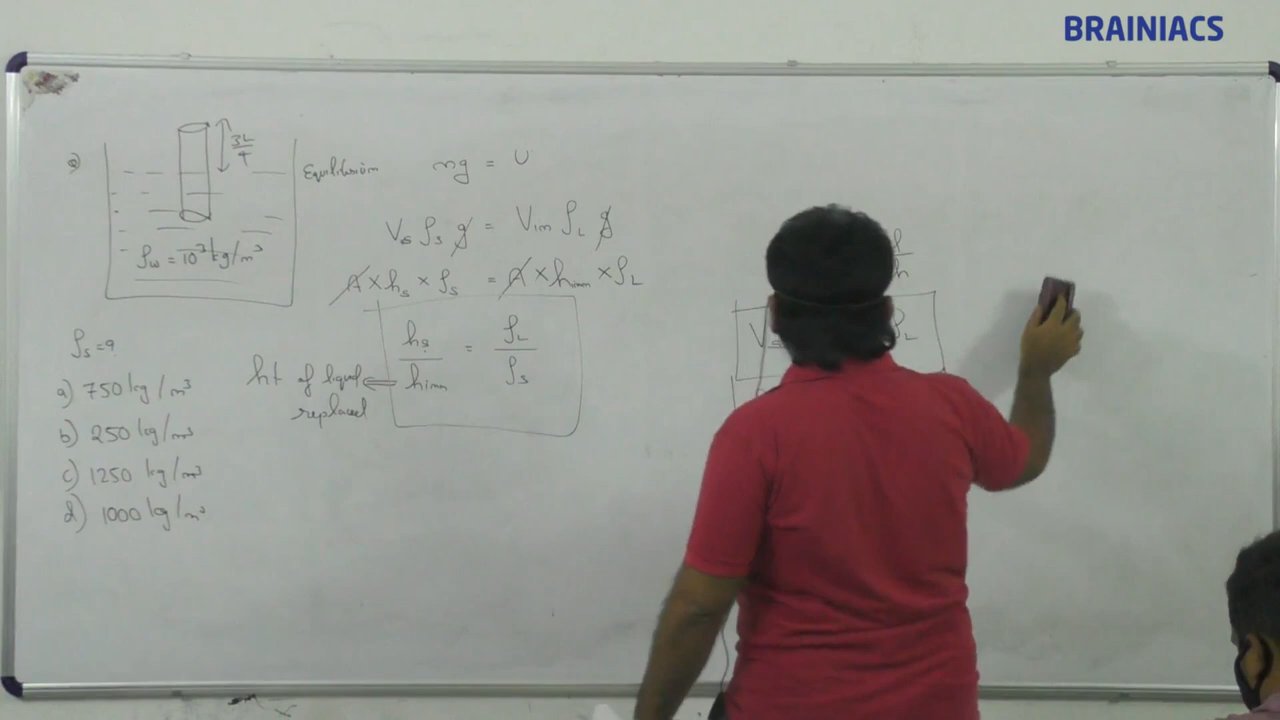 BRAINIACS
3L/4
Equilibrium
mg = U
Vs ρs g = Vim ρL g
ρw = 10³ kg/m³
A × hs × ρs = A × himm × ρL
hs/himm = ρL/ρs
ht of liquid replaced
ρs = ?
a) 750 kg/m³
b) 250 kg/m³
c) 1250 kg/m³
d) 1000 kg/m³